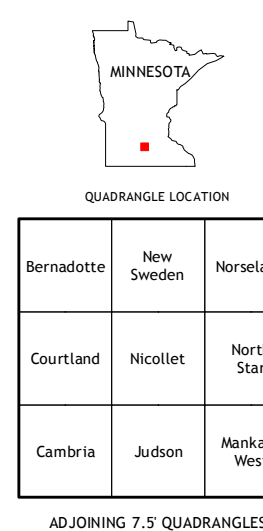 MINNESOTA
QUADRANGLE LOCATION
Bernadotte
New
Sweden
Courtland
Nicollet
Cambria
Judson
ADJOINING 7.5' QUADRANGLES